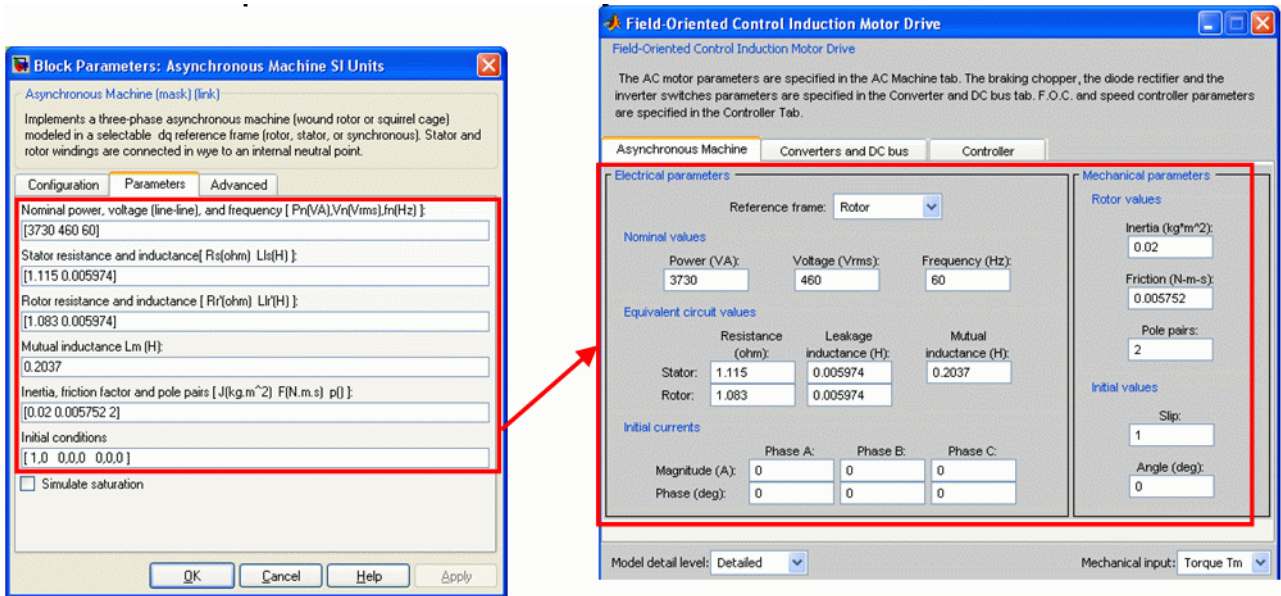 Block Parameters: Asynchronous Machine SI Units
Asynchronous Machine (mask) (link)
Implements a three-phase asynchronous machine (wound rotor or squirrel cage)
modeled in a selectable dq reference frame (rotor, stator, or synchronous). Stator and
rotor windings are connected in wye to an internal neutral point.
Configuration Parameters Advanced
Nominal power, voltage (line-line), and frequency [ Pn(VA),Vn(Vrms),fn(Hz) ]:
[3730 460 60]
Stator resistance and inductance[ Rs(ohm) Lls(H) ]:
[1.115 0.005974]
Rotor resistance and inductance [ Rr'(ohm) Llr'(H) ]:
[1.083 0.005974]
Mutual inductance Lm (H):
0.2037
Inertia, friction factor and pole pairs [ J(kg.m^2) F(N.m.s) p() ]:
[0.02 0.005752 2]
Initial conditions
[ 1,0 0,0,0 0,0,0 ]
Simulate saturation
OK Cancel Help Apply
Field-Oriented Control Induction Motor Drive
Field-Oriented Control Induction Motor Drive
The AC motor parameters are specified in the AC Machine tab. The braking chopper, the diode rectifier and the
inverter switches parameters are specified in the Converter and DC bus tab. F.O.C. and speed controller parameters
are specified in the Controller Tab.
Asynchronous Machine Converters and DC bus Controller
Electrical parameters
Reference frame: Rotor
Nominal values
Power (VA): Voltage (Vrms): Frequency (Hz):
3730 460 60
Equivalent circuit values
Resistance Leakage Mutual
(ohm): inductance (H): inductance (H):
Stator: 1.115 0.005974 0.2037
Rotor: 1.083 0.005974
Initial currents
Phase A: Phase B: Phase C:
Magnitude (A): 0 0 0
Phase (deg): 0 0 0
Mechanical parameters
Rotor values
Inertia (kg*m^2):
0.02
Friction (N-m-s):
0.005752
Pole pairs:
2
Initial values
Slip:
1
Angle (deg):
0
Model detail level: Detailed
Mechanical input: Torque Tm